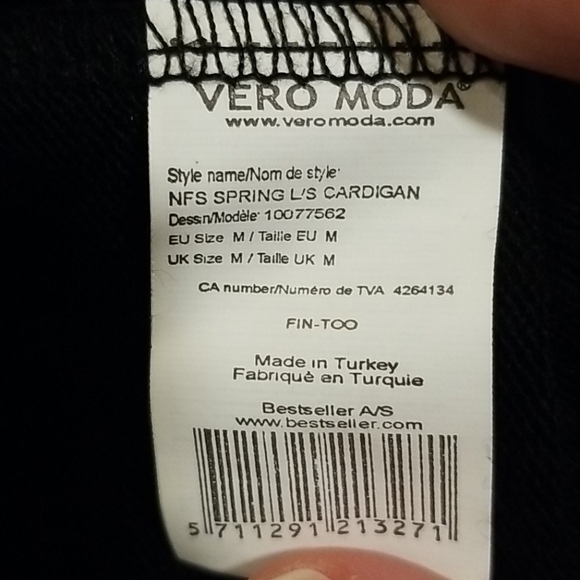 VERO MODA®
www.veromoda.com
Style name/Nom de style:
NFS SPRING L/S CARDIGAN
Dessin/Modèle: 10077562
EU Size M / Taille EU M
UK Size M / Taille UK M
CA number/Numéro de TVA 4264134
FIN-TOO
Made in Turkey
Fabriqué en Turquie
Bestseller A/S
www.bestseller.com
5 711291 213271